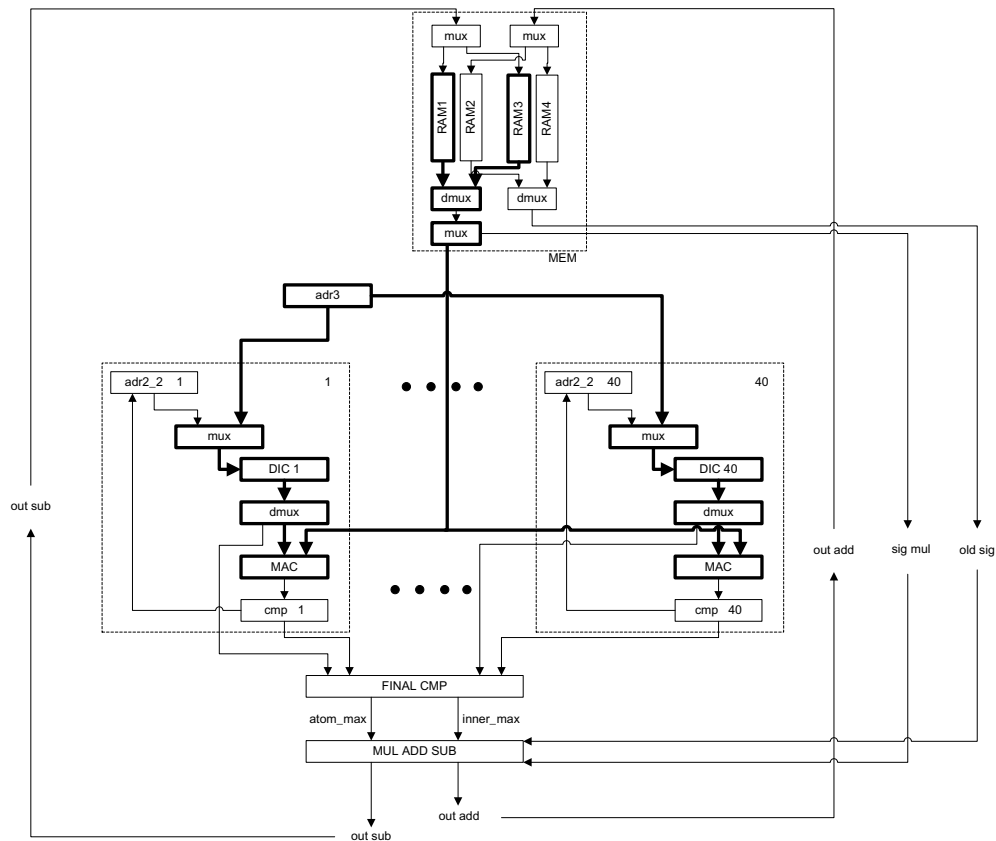 mux mux
RAM1 RAM2 RAM3 RAM4
dmux dmux
mux
MEM
adr3
adr2_2 1 1
mux
DIC 1
dmux
MAC
cmp 1
adr2_2 40 40
mux
DIC 40
dmux
MAC
cmp 40
out sub
out add sig mul old sig
FINAL CMP
atom_max inner_max
MUL ADD SUB
out add
out sub